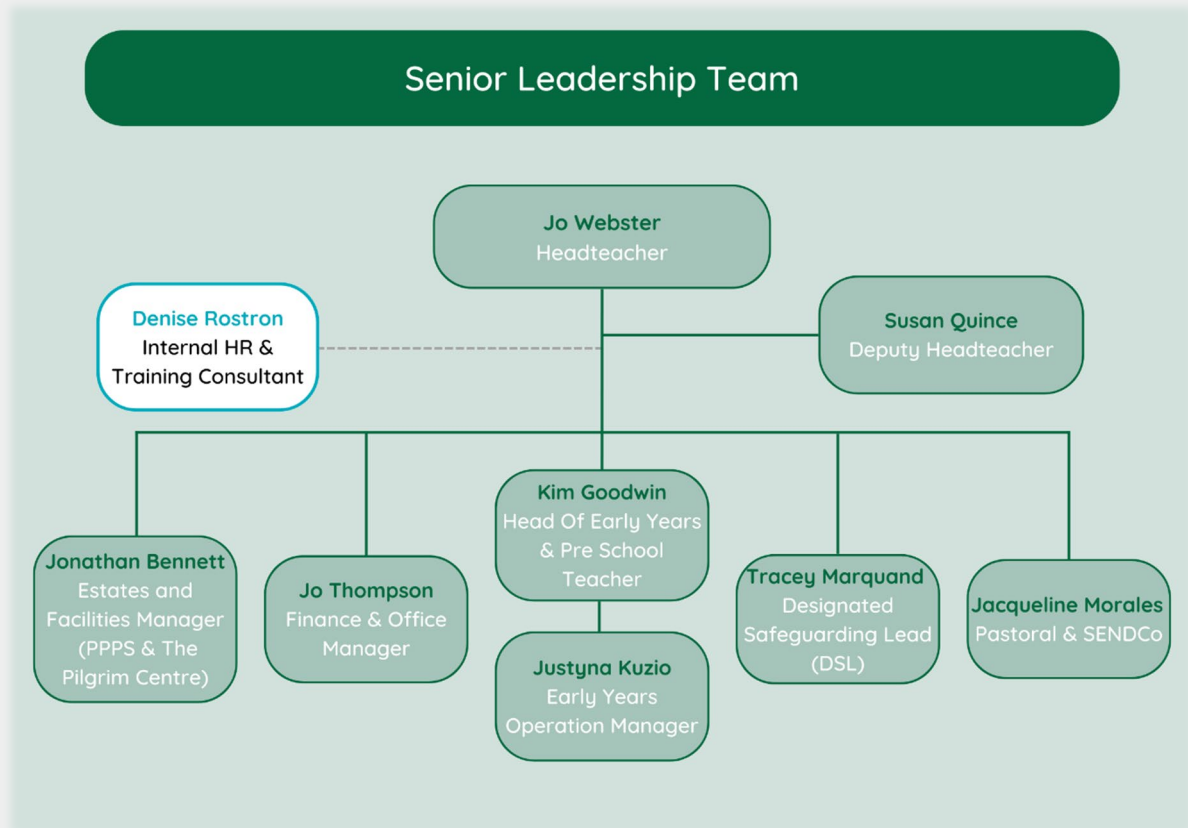 Senior Leadership Team
Jo Webster
Headteacher
Denise Rostron
Internal HR &
Training Consultant
Susan Quince
Deputy Headteacher
Jonathan Bennett
Estates and
Facilities Manager
(PPPS & The
Pilgrim Centre)
Jo Thompson
Finance & Office
Manager
Kim Goodwin
Head Of Early Years
& Pre School
Teacher
Justyna Kuzio
Early Years
Operation Manager
Tracey Marquand
Designated
Safeguarding Lead
(DSL)
Jacqueline Morales
Pastoral & SENDCo